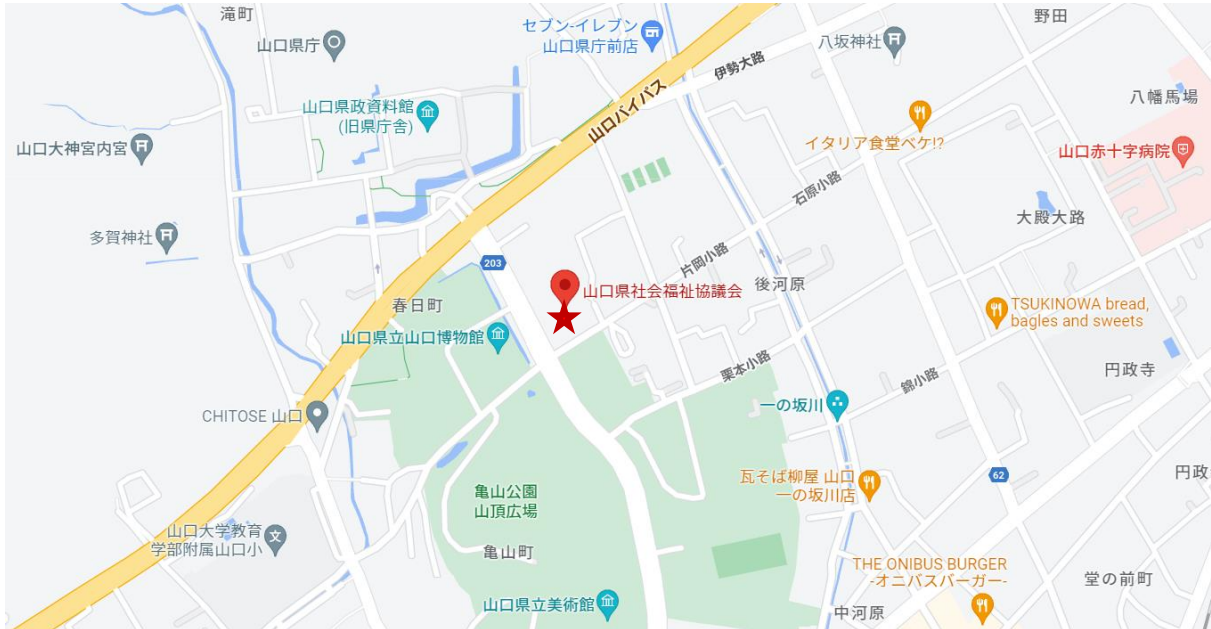 滝町
セブン-イレブン
山口県庁前店
野田
山口県庁
八坂神社
伊勢大路
八幡馬場
山口県政資料館
(旧県庁舎)
山口バイパス
山口大神宮内宮
イタリア食堂ベケ!?
山口赤十字病院
石原小路
大殿大路
多賀神社
片岡小路
203
山口県社会福祉協議会
後河原
春日町
TSUKINOWA bread,
bagles and sweets
山口県立山口博物館
栗本小路
円政寺
錦小路
一の坂川
CHITOSE 山口
62
円政
瓦そば柳屋 山口
一の坂川店
亀山公園
山頂広場
山口大学教育
学部附属山口小
亀山町
THE ONIBUS BURGER
-オニバスバーガー-
堂の前町
山口県立美術館
中河原